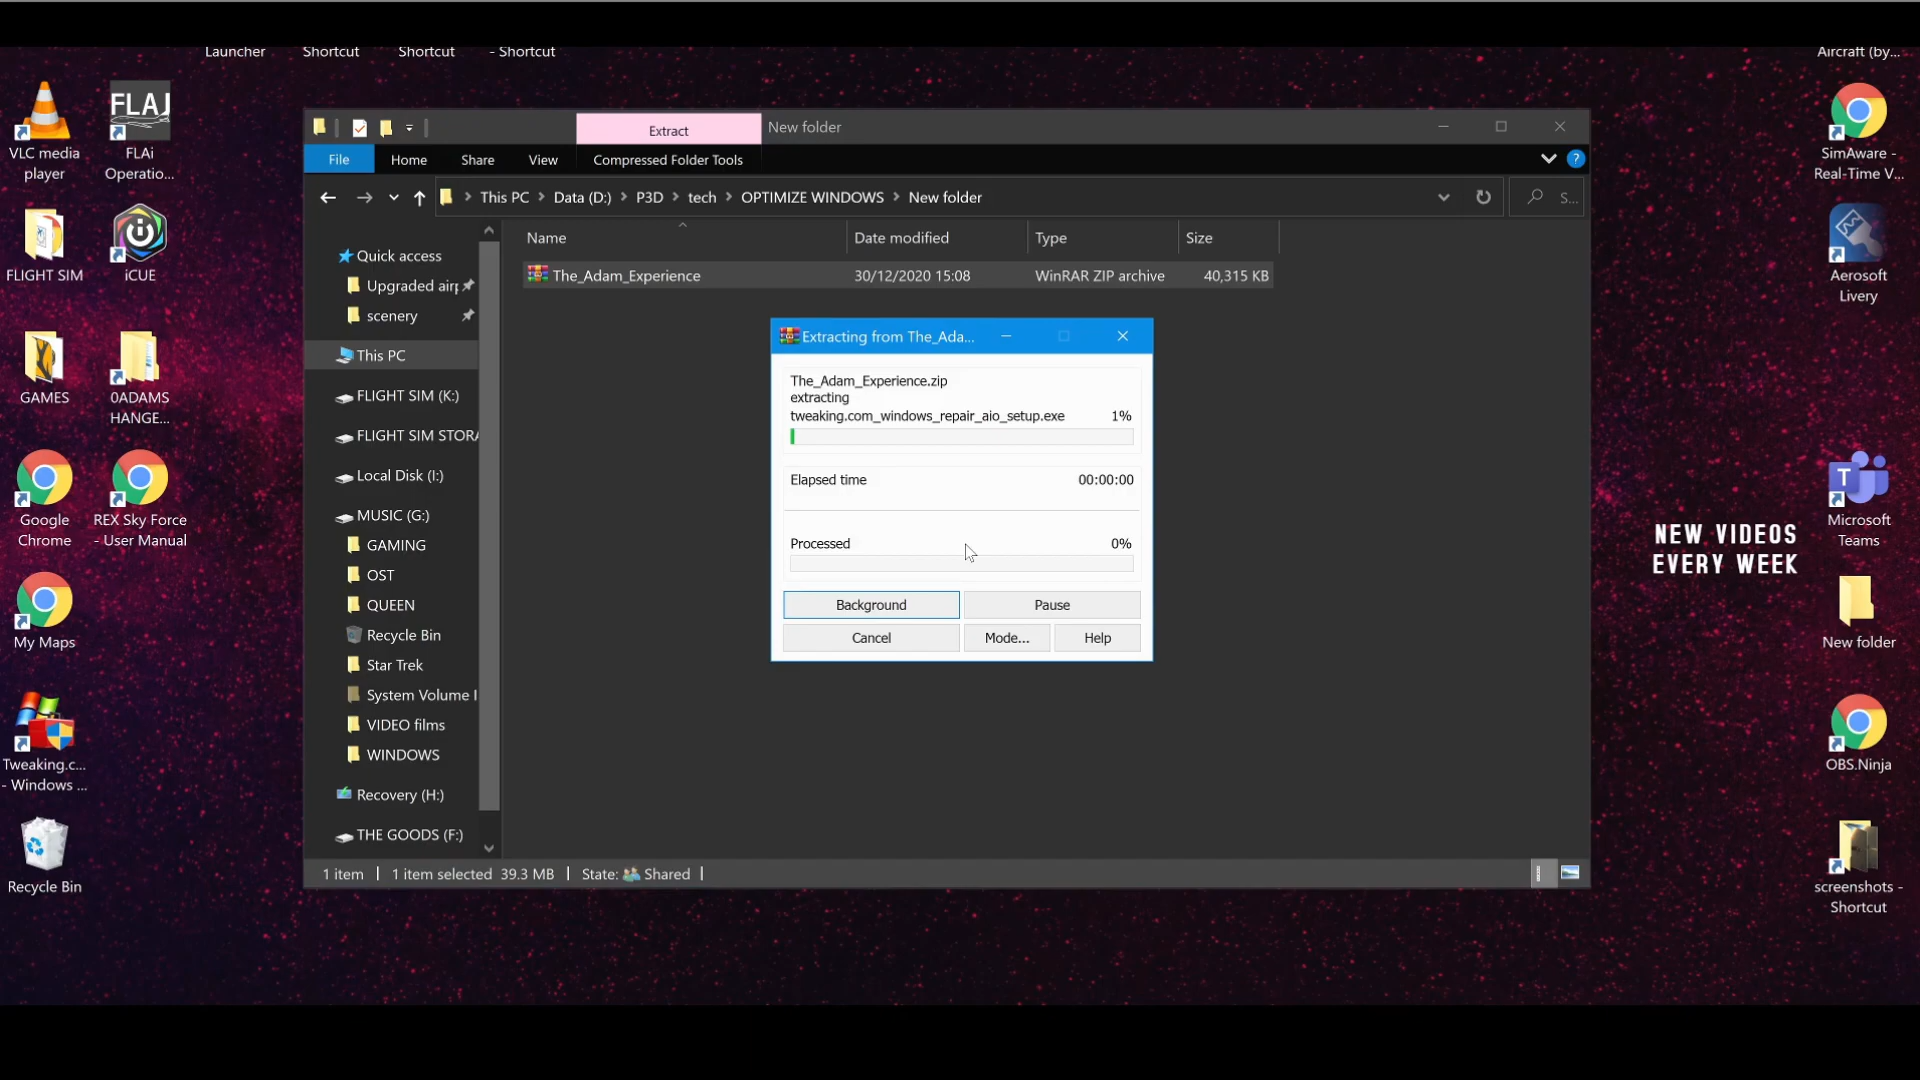 Launcher
Shortcut
Shortcut
- Shortcut
Aircraft (by...
VLC media
player
FLAJ
FLAi
Operatio...
FLIGHT SIM
iCUE
GAMES
0ADAMS
HANGE...
Google
Chrome
REX Sky Force
- User Manual
My Maps
Tweaking.c...
- Windows ...
Recycle Bin
Extract
New folder
File
Home
Share
View
Compressed Folder Tools
?
This PC
Data (D:)
P3D
tech
OPTIMIZE WINDOWS
New folder
S...
Quick access
Upgraded air
scenery
This PC
FLIGHT SIM (K:)
FLIGHT SIM STORA
Local Disk (I:)
MUSIC (G:)
GAMING
OST
QUEEN
Recycle Bin
Star Trek
System Volume I
VIDEO films
WINDOWS
Recovery (H:)
THE GOODS (F:)
Name
Date modified
Type
Size
The_Adam_Experience
30/12/2020 15:08
WinRAR ZIP archive
40,315 KB
Extracting from The_Ada...
The_Adam_Experience.zip
extracting
tweaking.com_windows_repair_aio_setup.exe 1%
Elapsed time 00:00:00
Processed 0%
Background
Pause
Cancel
Mode...
Help
1 item
1 item selected 39.3 MB
State: Shared
SimAware -
Real-Time V...
Aerosoft
Livery
T
Microsoft
Teams
NEW VIDEOS
EVERY WEEK
New folder
OBS.Ninja
screenshots -
Shortcut